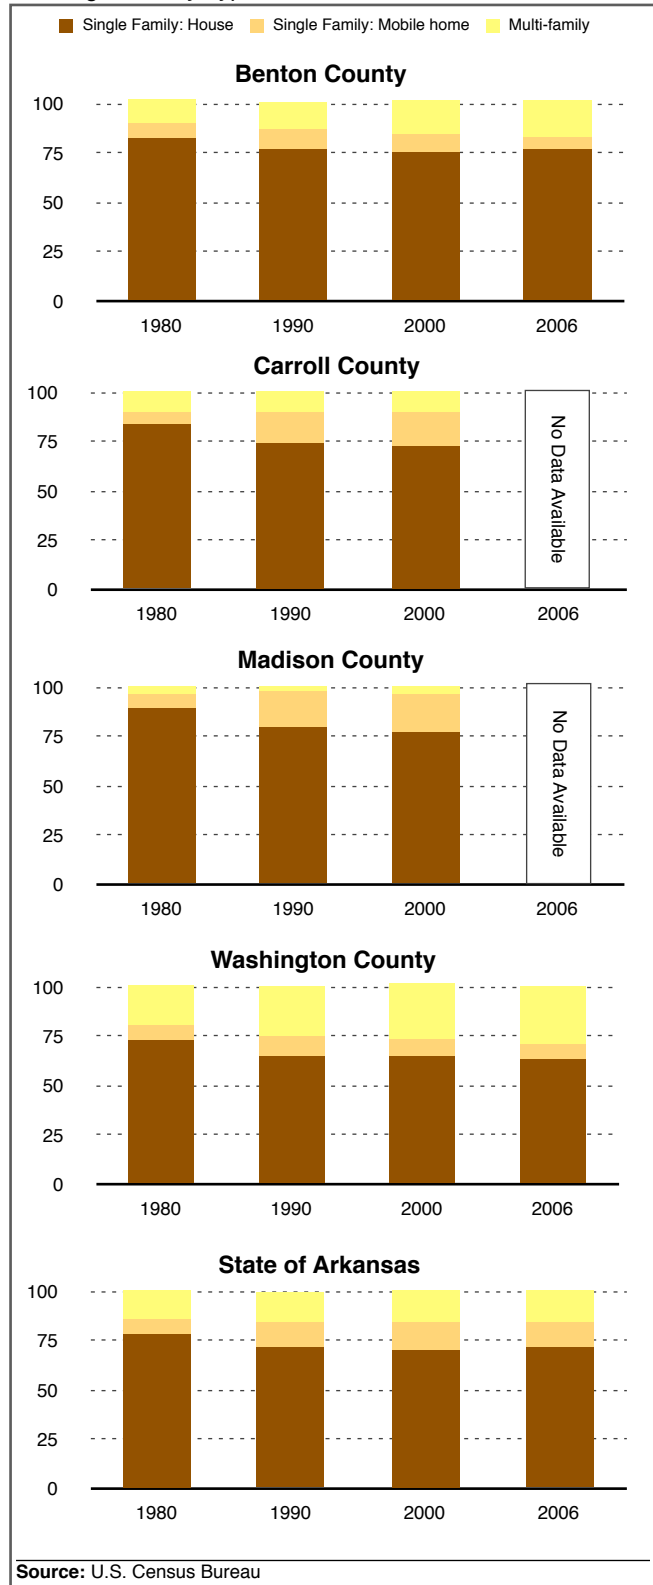 Single Family: House Single Family: Mobile home Multi-family
Benton County
100
75
50
25
0
1980 1990 2000 2006
Carroll County
100
75
50
25
0
No Data Available
1980 1990 2000 2006
Madison County
100
75
50
25
0
No Data Available
1980 1990 2000 2006
Washington County
100
75
50
25
0
1980 1990 2000 2006
State of Arkansas
100
75
50
25
0
1980 1990 2000 2006
Source: U.S. Census Bureau